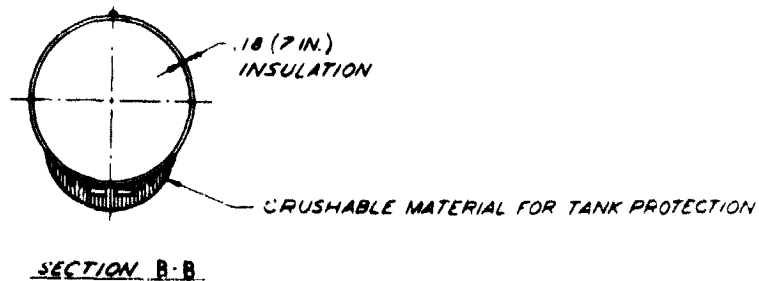 .18 (7 IN.)
INSULATION
CRUSHABLE MATERIAL FOR TANK PROTECTION
SECTION B-B